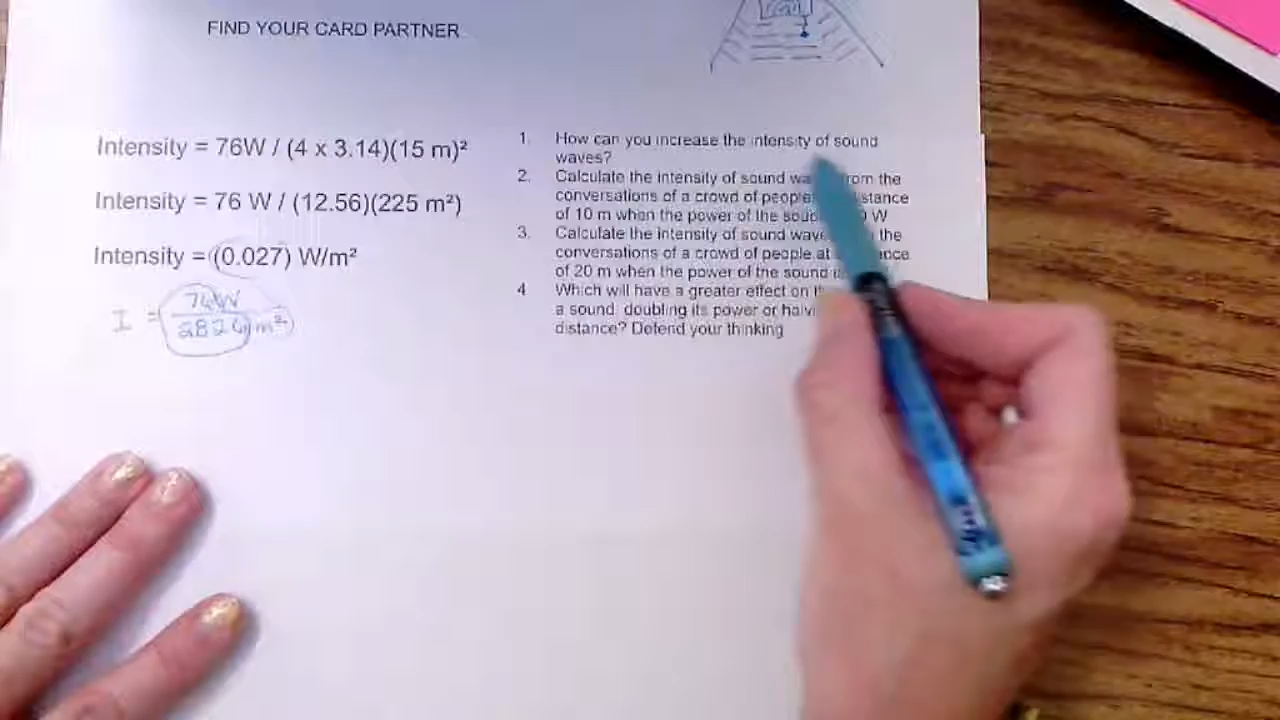 FIND YOUR CARD PARTNER
Intensity = 76W / (4 x 3.14)(15 m)²
Intensity = 76 W / (12.56)(225 m²)
Intensity = (0.027) W/m²
I = 76W
2826 m²
1. How can you increase the intensity of sound
waves?
2. Calculate the intensity of sound from the
conversations of a crowd of people
of 10 m when the power of the W
3. Calculate the intensity of sound the
conversations of a crowd of people at
of 20 m when the power of the sound
4 Which will have a greater effect on
a sound, doubling its power or
distance? Defend your thinking